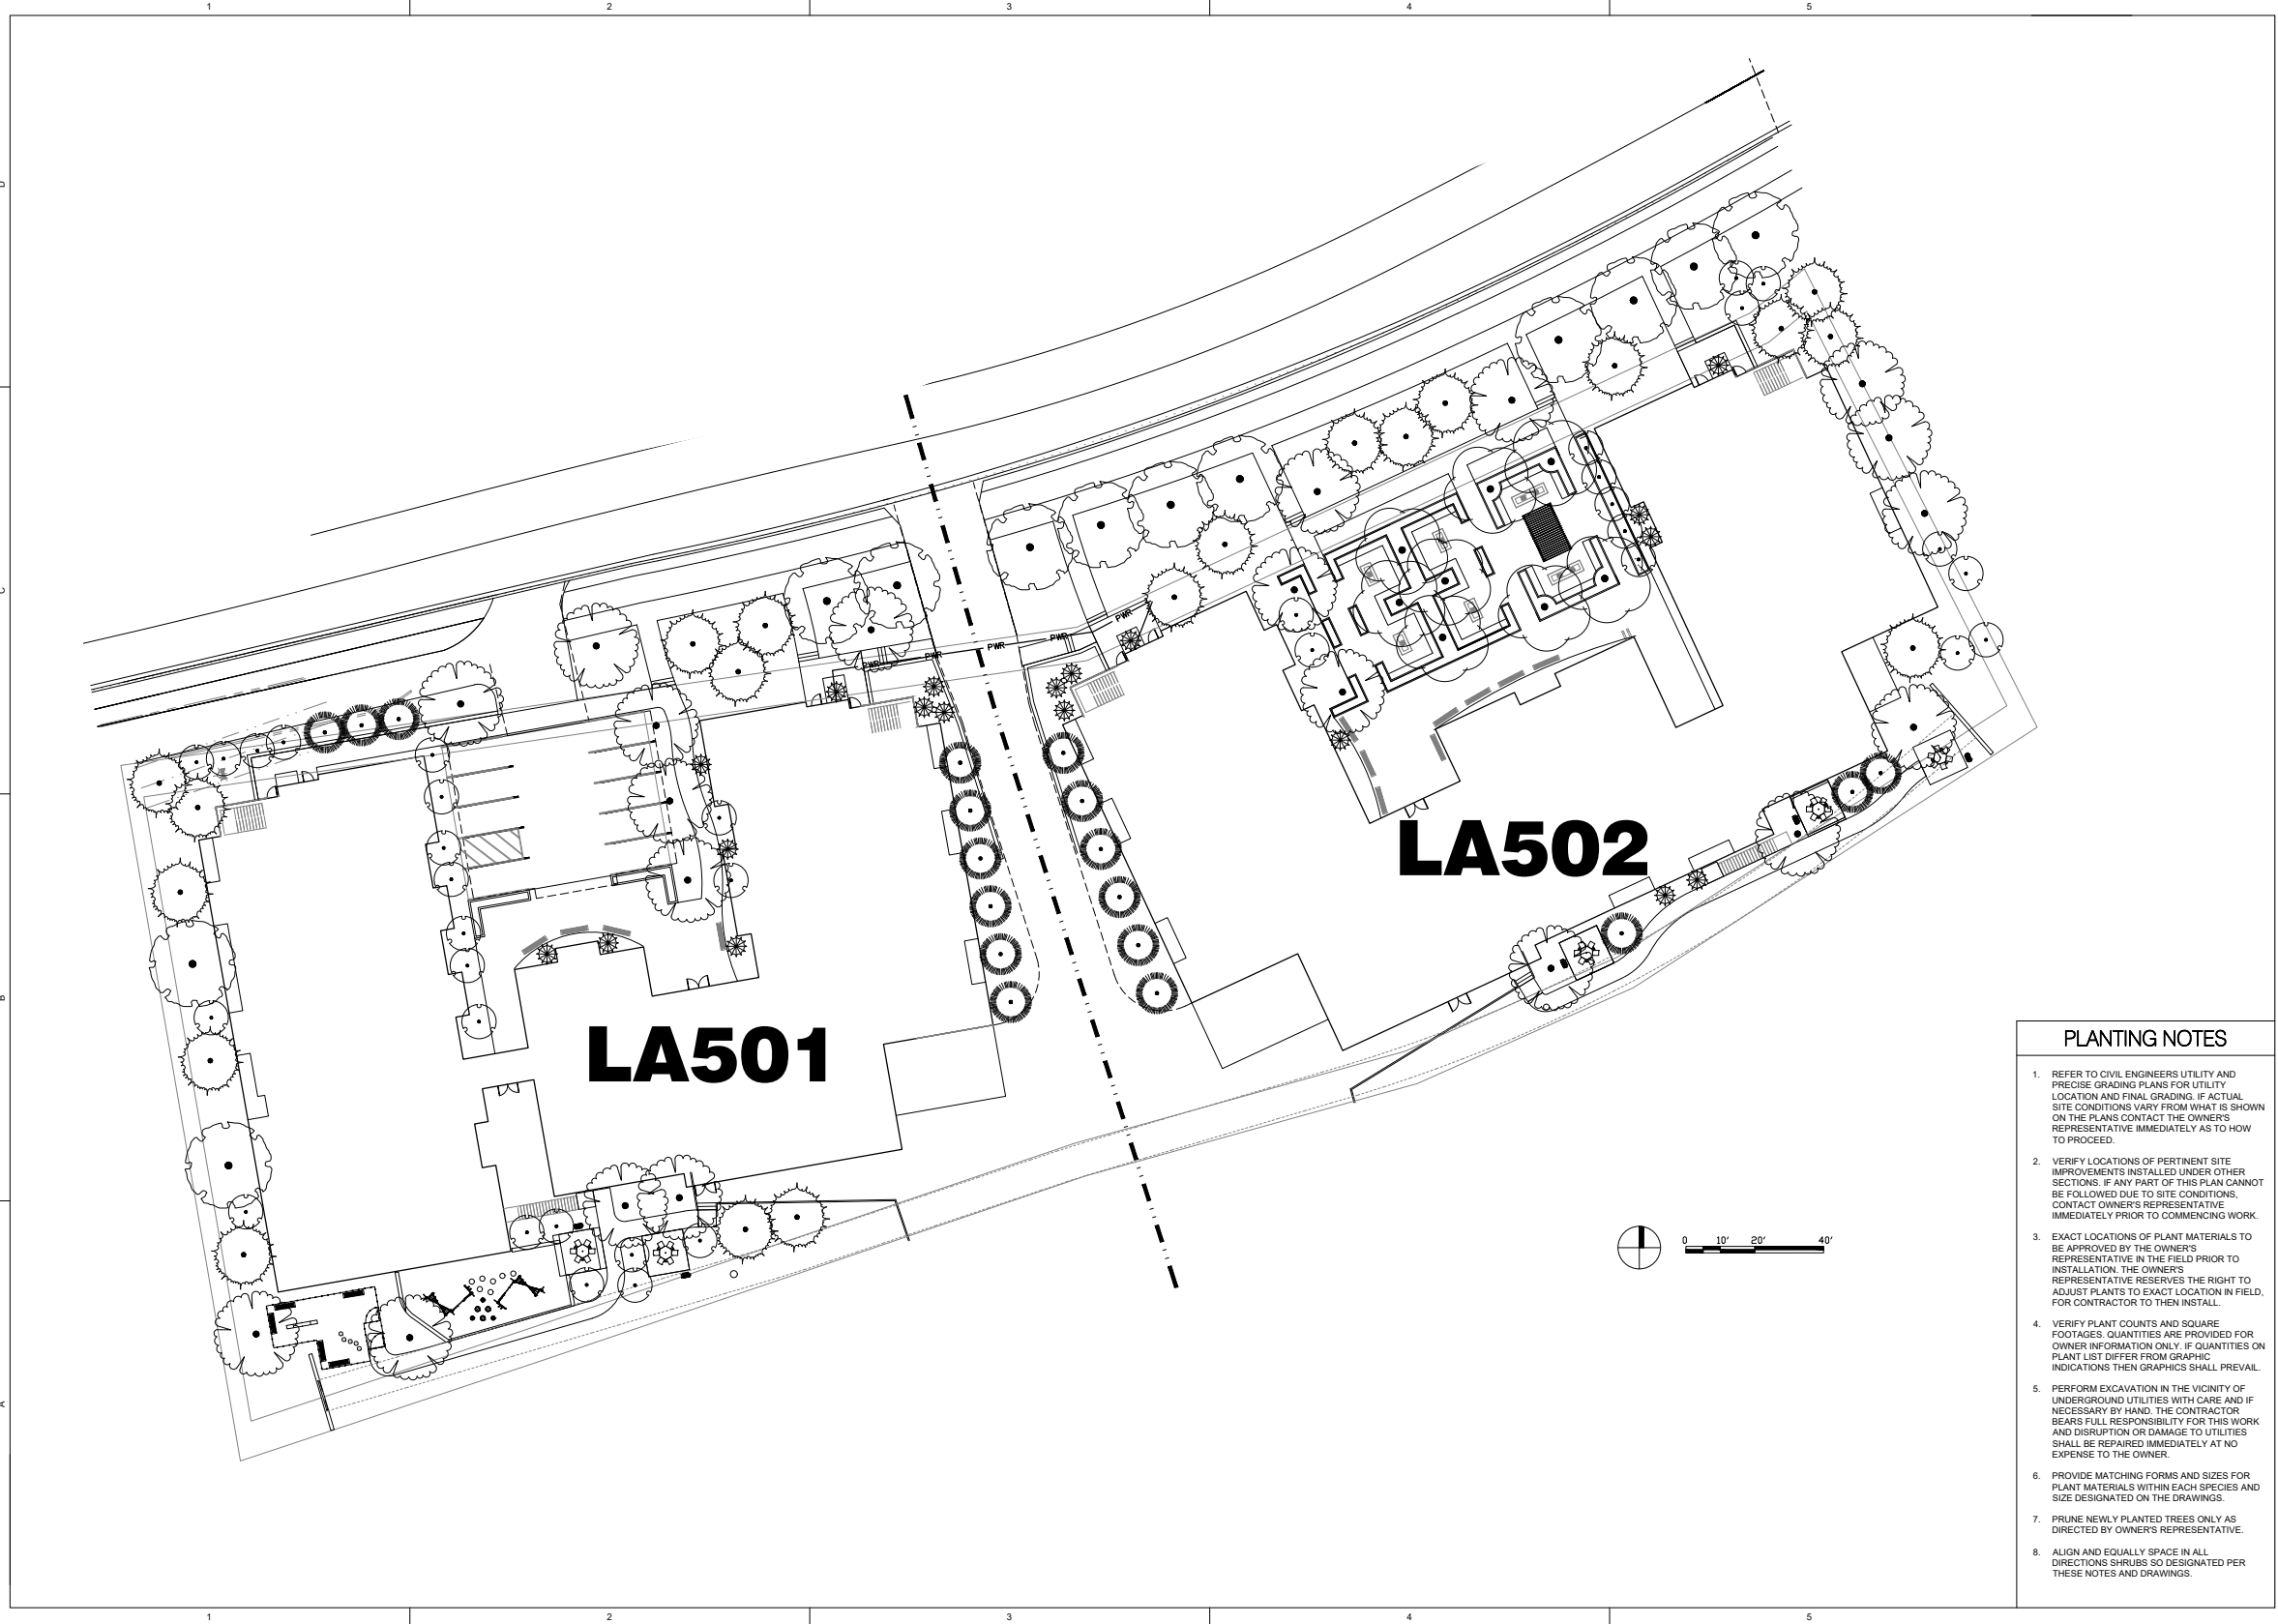 1 2 3 4 5
D
C
B
A
PWR
PWR
PWR
PWR
PWR
LA502
LA501
0 10' 20' 40'
PLANTING NOTES
1. REFER TO CIVIL ENGINEERS UTILITY AND
PRECISE GRADING PLANS FOR UTILITY
LOCATION AND FINAL GRADING. IF ACTUAL
SITE CONDITIONS VARY FROM WHAT IS SHOWN
ON THE PLANS CONTACT THE OWNER'S
REPRESENTATIVE IMMEDIATELY AS TO HOW
TO PROCEED.
2. VERIFY LOCATIONS OF PERTINENT SITE
IMPROVEMENTS INSTALLED UNDER OTHER
SECTIONS. IF ANY PART OF THIS PLAN CANNOT
BE FOLLOWED DUE TO SITE CONDITIONS,
CONTACT OWNER'S REPRESENTATIVE
IMMEDIATELY PRIOR TO COMMENCING WORK.
3. EXACT LOCATIONS OF PLANT MATERIALS TO
BE APPROVED BY THE OWNER'S
REPRESENTATIVE IN THE FIELD PRIOR TO
INSTALLATION. THE OWNER'S
REPRESENTATIVE RESERVES THE RIGHT TO
ADJUST PLANTS TO EXACT LOCATION IN FIELD,
FOR CONTRACTOR TO THEN INSTALL.
4. VERIFY PLANT COUNTS AND SQUARE
FOOTAGES. QUANTITIES ARE PROVIDED FOR
OWNER INFORMATION ONLY. IF QUANTITIES ON
PLANT LIST DIFFER FROM GRAPHIC
INDICATIONS THEN GRAPHICS SHALL PREVAIL.
5. PERFORM EXCAVATION IN THE VICINITY OF
UNDERGROUND UTILITIES WITH CARE AND IF
NECESSARY BY HAND. THE CONTRACTOR
BEARS FULL RESPONSIBILITY FOR THIS WORK
AND DISRUPTION OR DAMAGE TO UTILITIES
SHALL BE REPAIRED IMMEDIATELY AT NO
EXPENSE TO THE OWNER.
6. PROVIDE MATCHING FORMS AND SIZES FOR
PLANT MATERIALS WITHIN EACH SPECIES AND
SIZE DESIGNATED ON THE DRAWINGS.
7. PRUNE NEWLY PLANTED TREES ONLY AS
DIRECTED BY OWNER'S REPRESENTATIVE.
8. ALIGN AND EQUALLY SPACE IN ALL
DIRECTIONS SHRUBS SO DESIGNATED PER
THESE NOTES AND DRAWINGS.
1 2 3 4 5